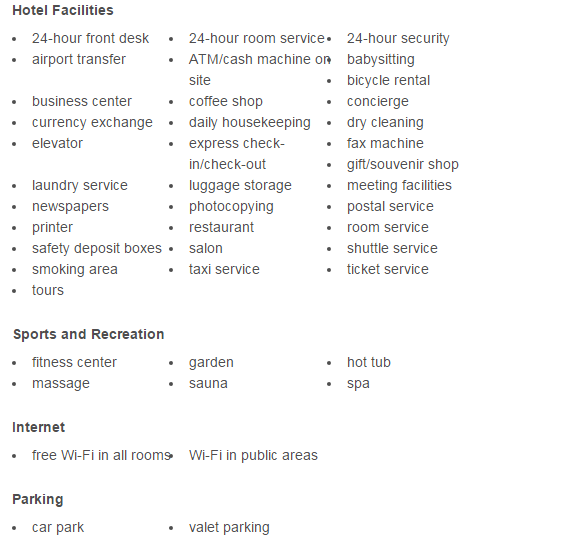 Hotel Facilities
24-hour front desk 24-hour room service 24-hour security
airport transfer ATM/cash machine on babysitting
site bicycle rental
business center coffee shop concierge
currency exchange daily housekeeping dry cleaning
elevator express check- fax machine
in/check-out gift/souvenir shop
laundry service luggage storage meeting facilities
newspapers photocopying postal service
printer restaurant room service
safety deposit boxes salon shuttle service
smoking area taxi service ticket service
tours
Sports and Recreation
fitness center garden hot tub
massage sauna spa
Internet
free Wi-Fi in all rooms Wi-Fi in public areas
Parking
car park valet parking